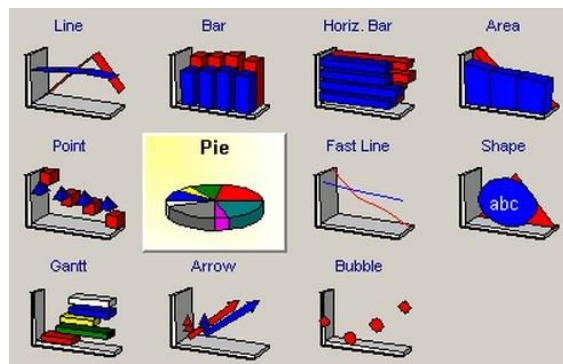 Line
Bar
Horiz. Bar
Area
Point
Pie
Fast Line
Shape
abc
Gantt
Arrow
Bubble